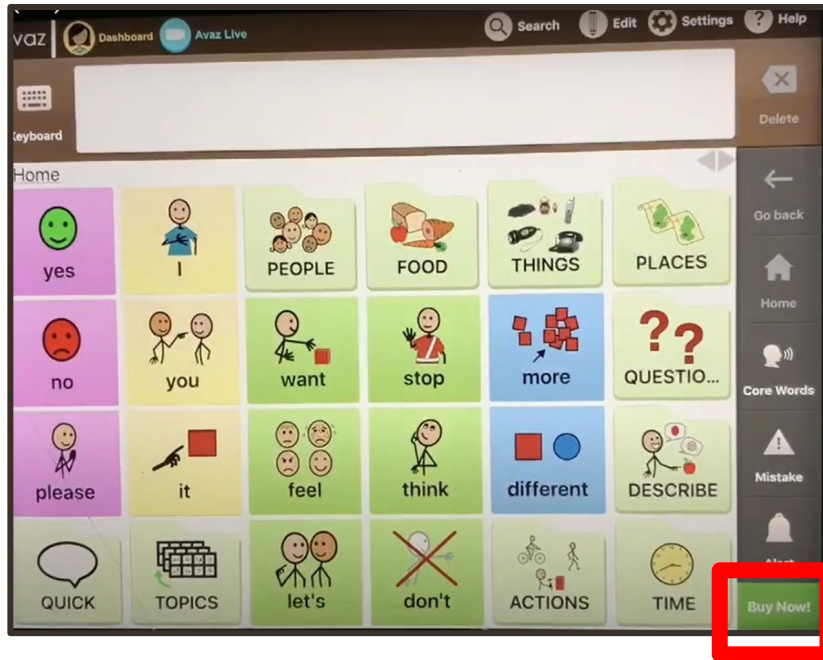 vaz
Dashboard
Avaz Live
Search
Edit
Settings
? Help
Keyboard
Delete
Home
Go back
yes
I
PEOPLE
FOOD
THINGS
PLACES
Home
no
you
want
stop
more
??
QUESTIO...
Core Words
please
it
feel
think
different
DESCRIBE
!
Mistake
QUICK
TOPICS
let's
don't
ACTIONS
TIME
Alert
Buy Now!